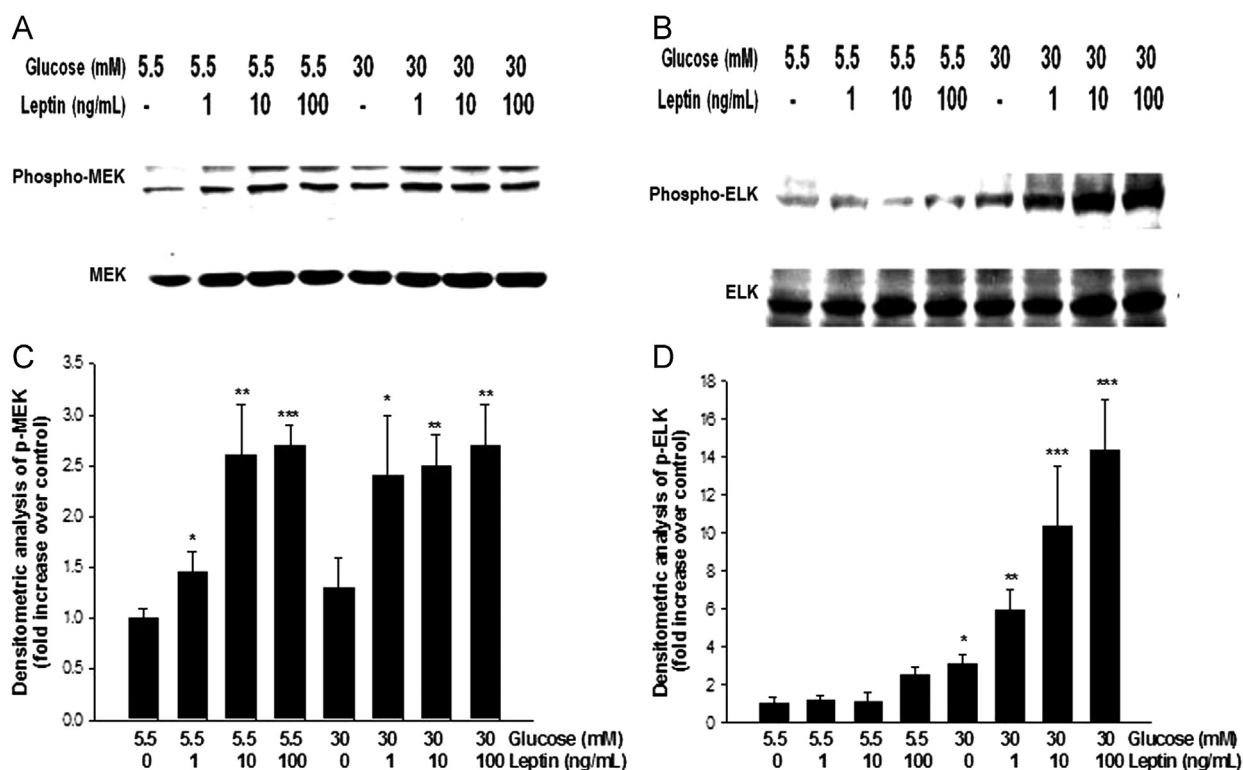 A
Glucose (mM) 5.5 5.5 5.5 5.5 30 30 30 30
Leptin (ng/mL) - 1 10 100 - 1 10 100
Phospho-MEK
MEK
B
Glucose (mM) 5.5 5.5 5.5 5.5 30 30 30 30
Leptin (ng/mL) - 1 10 100 - 1 10 100
Phospho-ELK
ELK
C
Densitometric analysis of p-MEK
(fold increase over control)
3.5
3.0
2.5
2.0
1.5
1.0
0.5
0.0
* ** *** * ** **
5.5 5.5 5.5 5.5 30 30 30 30 Glucose (mM)
0 1 10 100 0 1 10 100 Leptin (ng/mL)
D
Densitometric analysis of p-ELK
(fold increase over control)
18
16
14
12
10
8
6
4
2
0
* ** *** ***
5.5 5.5 5.5 5.5 30 30 30 30 Glucose (mM)
0 1 10 100 0 1 10 100 Leptin (ng/mL)